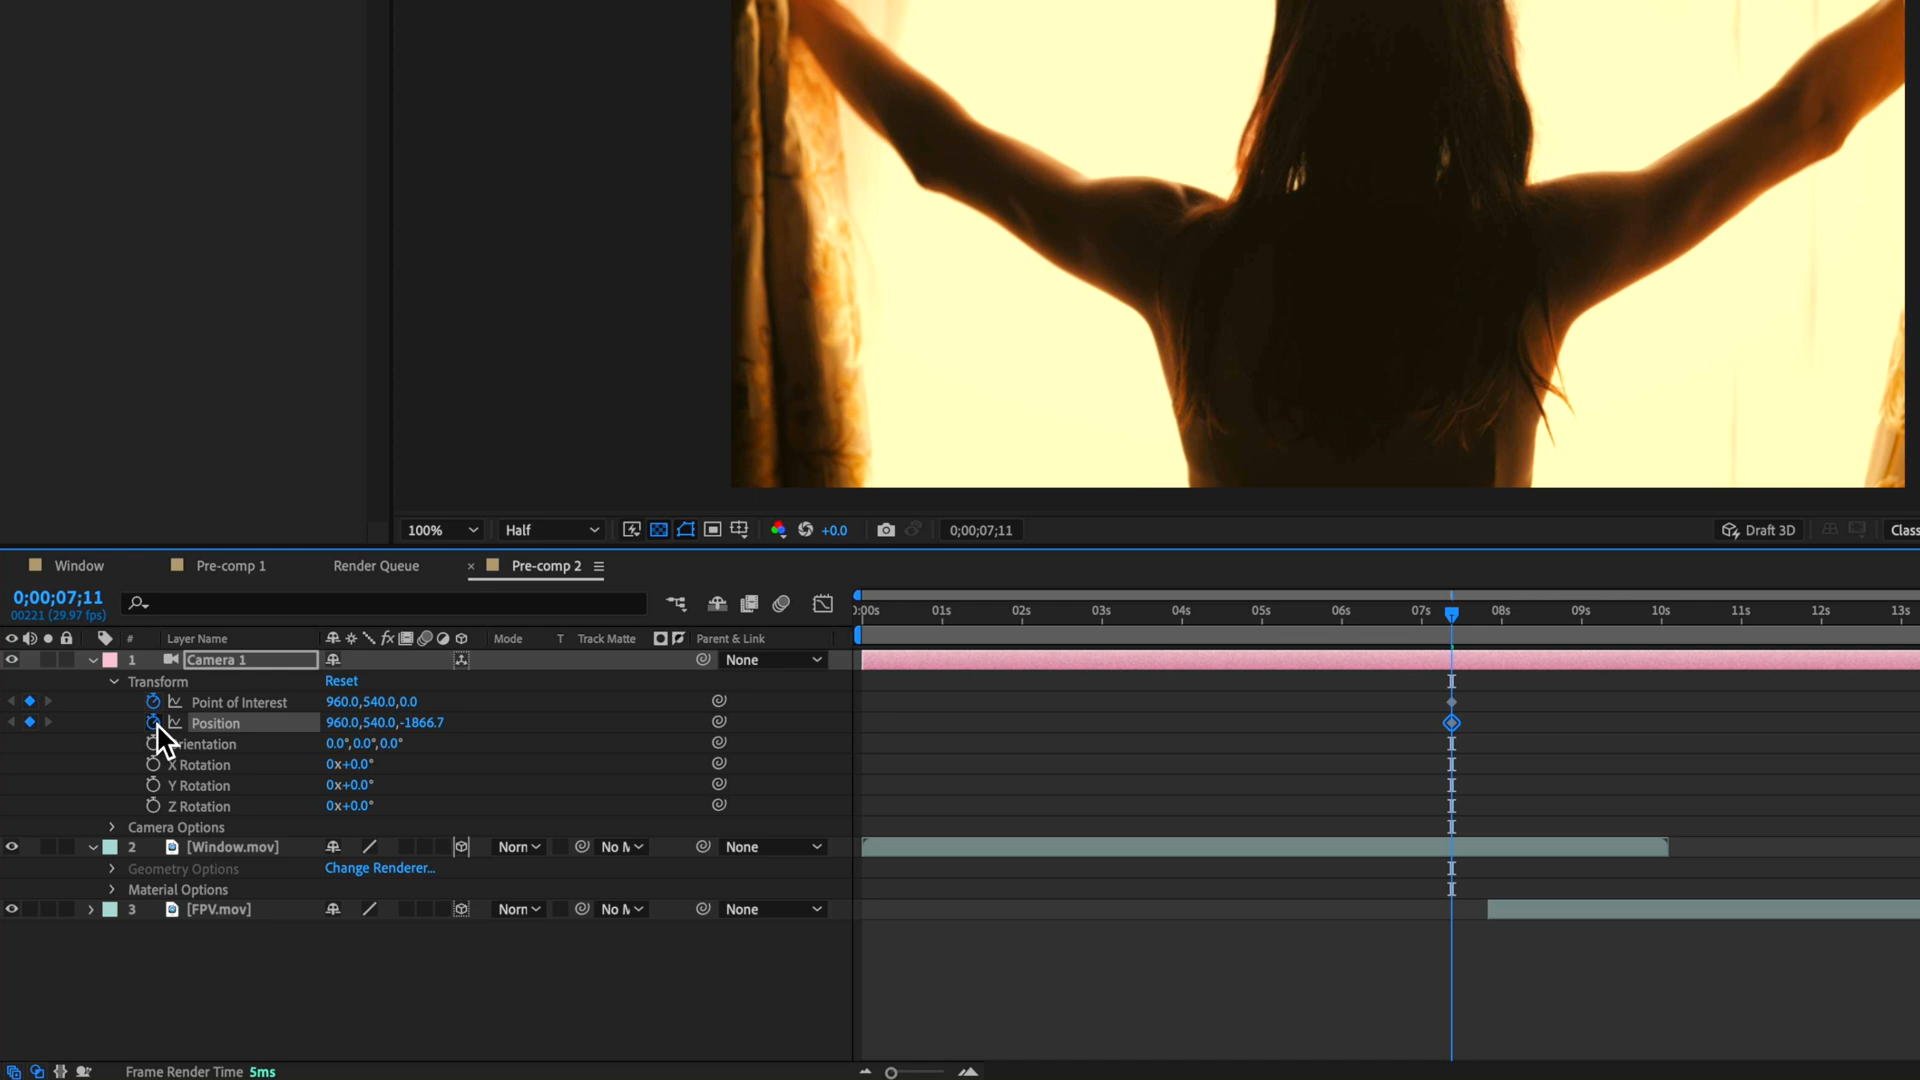 100%
Half
+0.0
0;00;07;11
Draft 3D
Class
Window
Pre-comp 1
Render Queue
× Pre-comp 2
0;00;07;11
00221 (29.97 fps)
:00s 01s 02s 03s 04s 05s 06s 07s 08s 09s 10s 11s 12s 13s
# Layer Name fx Mode T Track Matte Parent & Link
1 Camera 1 None
Transform Reset
Point of Interest 960.0,540.0,0.0
Position 960.0,540.0,-1866.7
rientation 0.0°,0.0°,0.0°
X Rotation 0x+0.0°
Y Rotation 0x+0.0°
Z Rotation 0x+0.0°
Camera Options
2 [Window.mov] Norn No M None
Geometry Options Change Renderer...
Material Options
3 [FPV.mov] Norn No M None
Frame Render Time 5ms